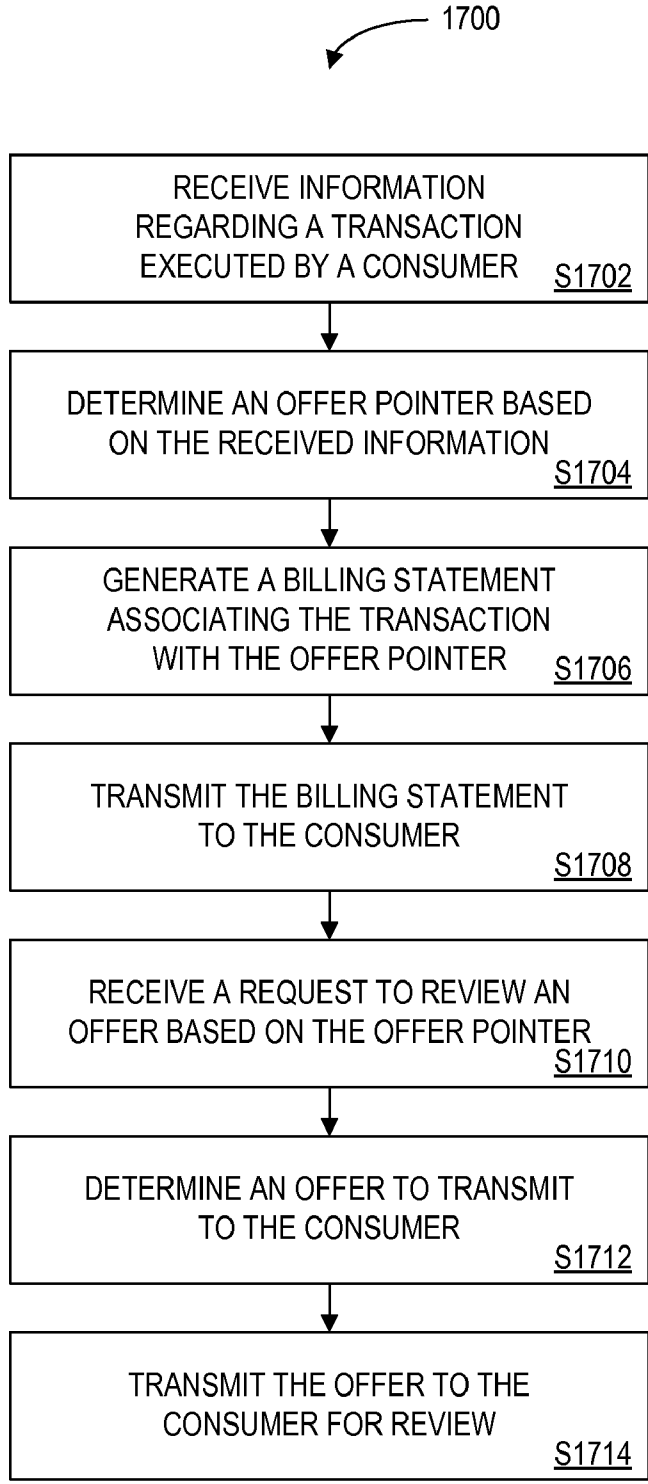 1700
RECEIVE INFORMATION
REGARDING A TRANSACTION
EXECUTED BY A CONSUMER
S1702
DETERMINE AN OFFER POINTER BASED
ON THE RECEIVED INFORMATION
S1704
GENERATE A BILLING STATEMENT
ASSOCIATING THE TRANSACTION
WITH THE OFFER POINTER
S1706
TRANSMIT THE BILLING STATEMENT
TO THE CONSUMER
S1708
RECEIVE A REQUEST TO REVIEW AN
OFFER BASED ON THE OFFER POINTER
S1710
DETERMINE AN OFFER TO TRANSMIT
TO THE CONSUMER
S1712
TRANSMIT THE OFFER TO THE
CONSUMER FOR REVIEW
S1714